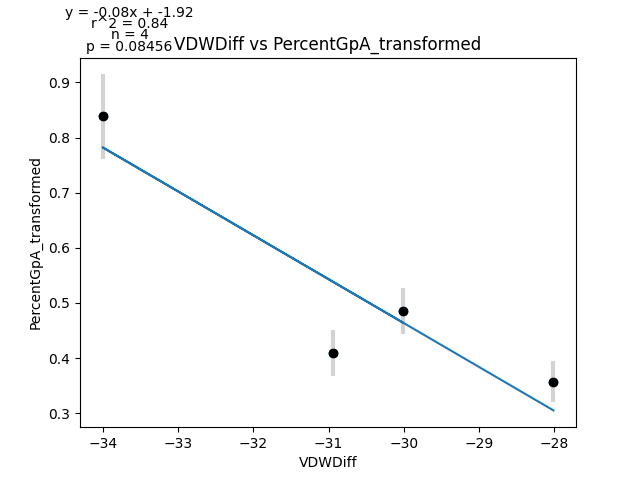 y = -0.08x + -1.92
r^2 = 0.84
n = 4
p = 0.08456
VDWDiff vs PercentGpA_transformed
PercentGpA_transformed
0.9
0.8
0.7
0.6
0.5
0.4
0.3
−34
−33
−32
−31
−30
−29
−28
VDWDiff